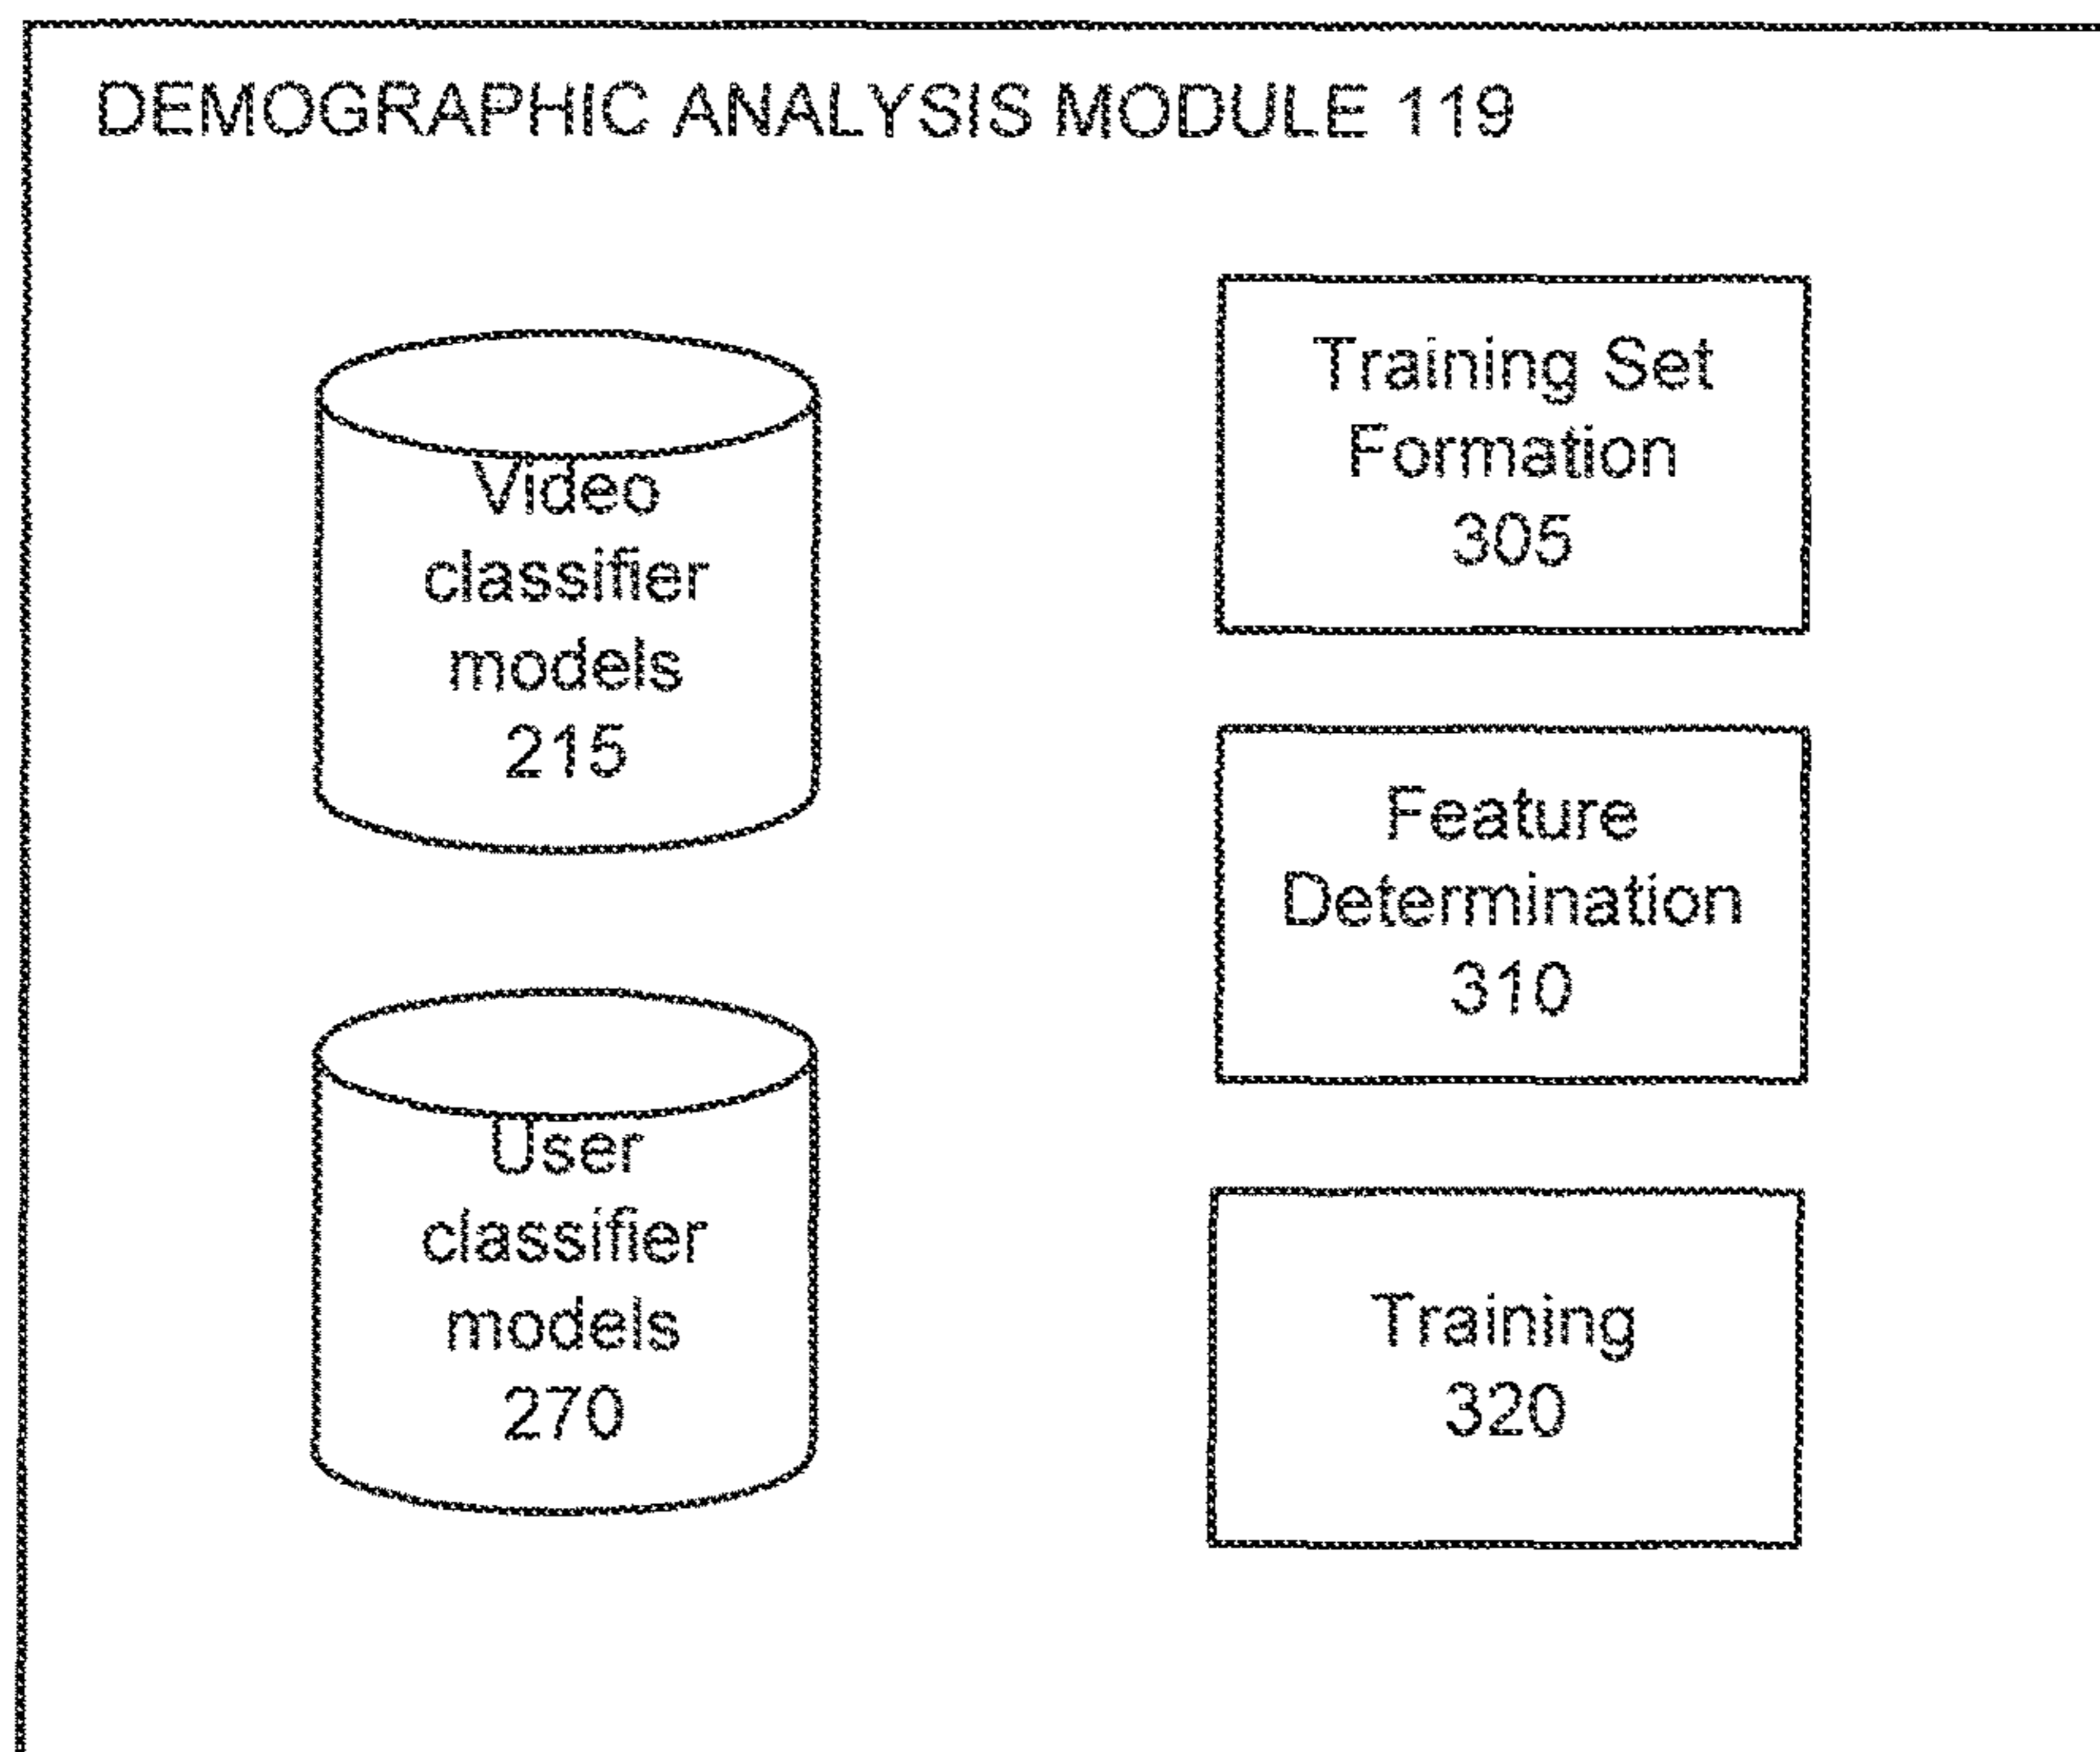 DEMOGRAPHIC ANALYSIS MODULE 119
Video
classifier
models
215
User
classifier
models
270
Training Set
Formation
305
Feature
Determination
310
Training
320